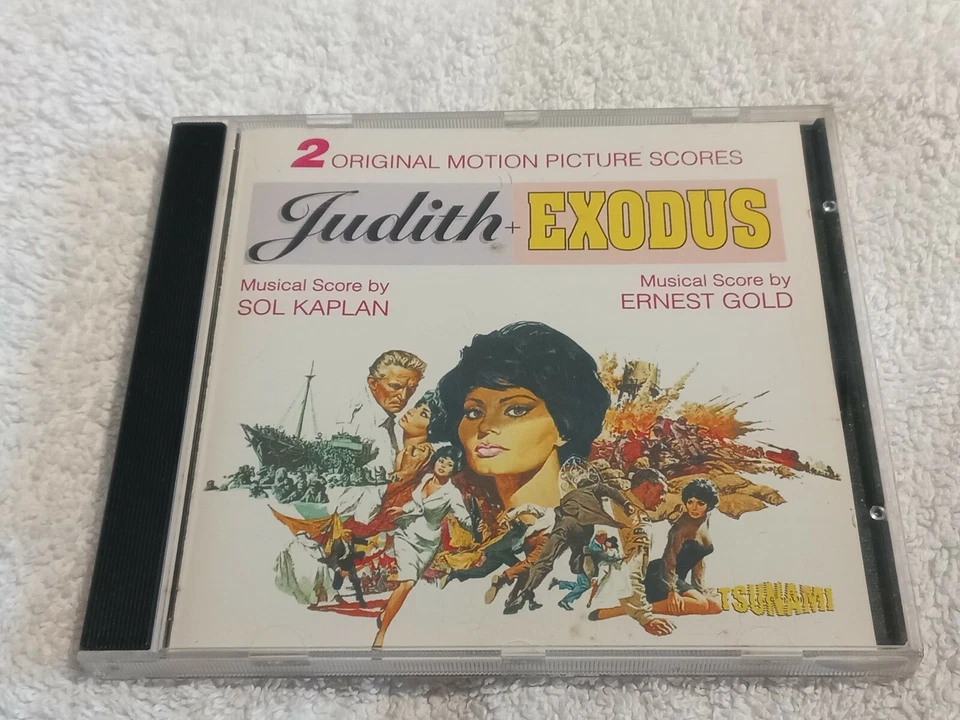 2 ORIGINAL MOTION PICTURE SCORES
Judith + EXODUS
Musical Score by
SOL KAPLAN
Musical Score by
ERNEST GOLD
TSUNAMI